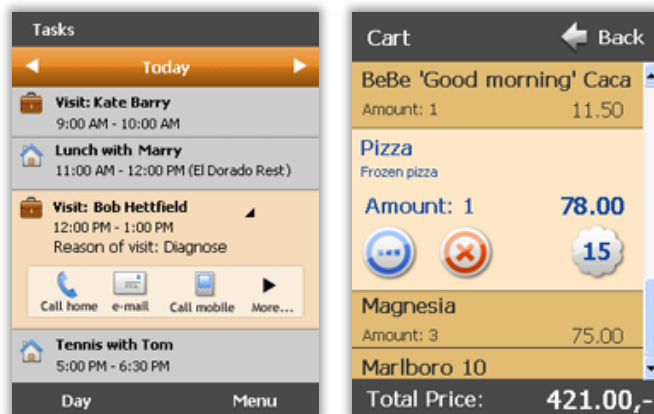 Tasks
Today
Visit: Kate Barry
9:00 AM - 10:00 AM
Lunch with Marry
11:00 AM - 12:00 PM (El Dorado Rest)
Visit: Bob Hettfield
12:00 PM - 1:00 PM
Reason of visit: Diagnose
Call home e-mail Call mobile More...
Tennis with Tom
5:00 PM - 6:30 PM
Day Menu
Cart Back
BeBe 'Good morning' Caca
Amount: 1 11.50
Pizza
Frozen pizza
Amount: 1 78.00
15
Magnesia
Amount: 3 75.00
Marlboro 10
Total Price: 421.00,-